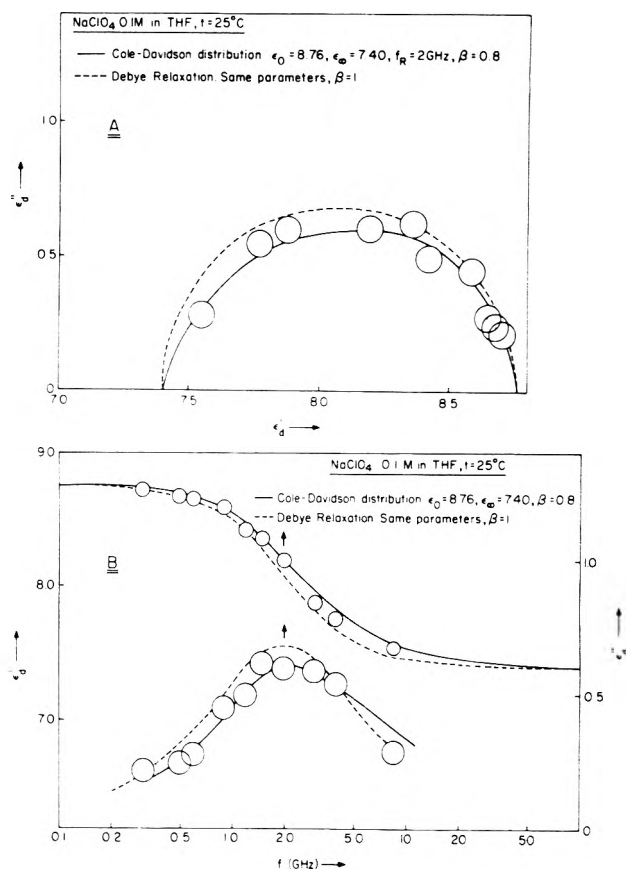 NaClO4 0.1M in THF, t=25°C
Cole-Davidson distribution ϵ0=8.76, ϵ∞=7.40, fR=2GHz, β=0.8
Debye Relaxation. Same parameters, β=1
A
1.0
0.5
0
7.0
7.5
8.0
8.5
ϵ''d →
ϵ'd →
NaClO4 0.1M in THF, t=25°C
Cole-Davidson distribution ϵ0=8.76, ϵ∞=7.40, β=0.8
Debye Relaxation Same parameters, β=1
B
9.0
8.0
7.0
ϵ'd →
1.0
0.5
0
0.1
0.2
0.5
1.0
2.0
5.0
10
20
50
f (GHz) →